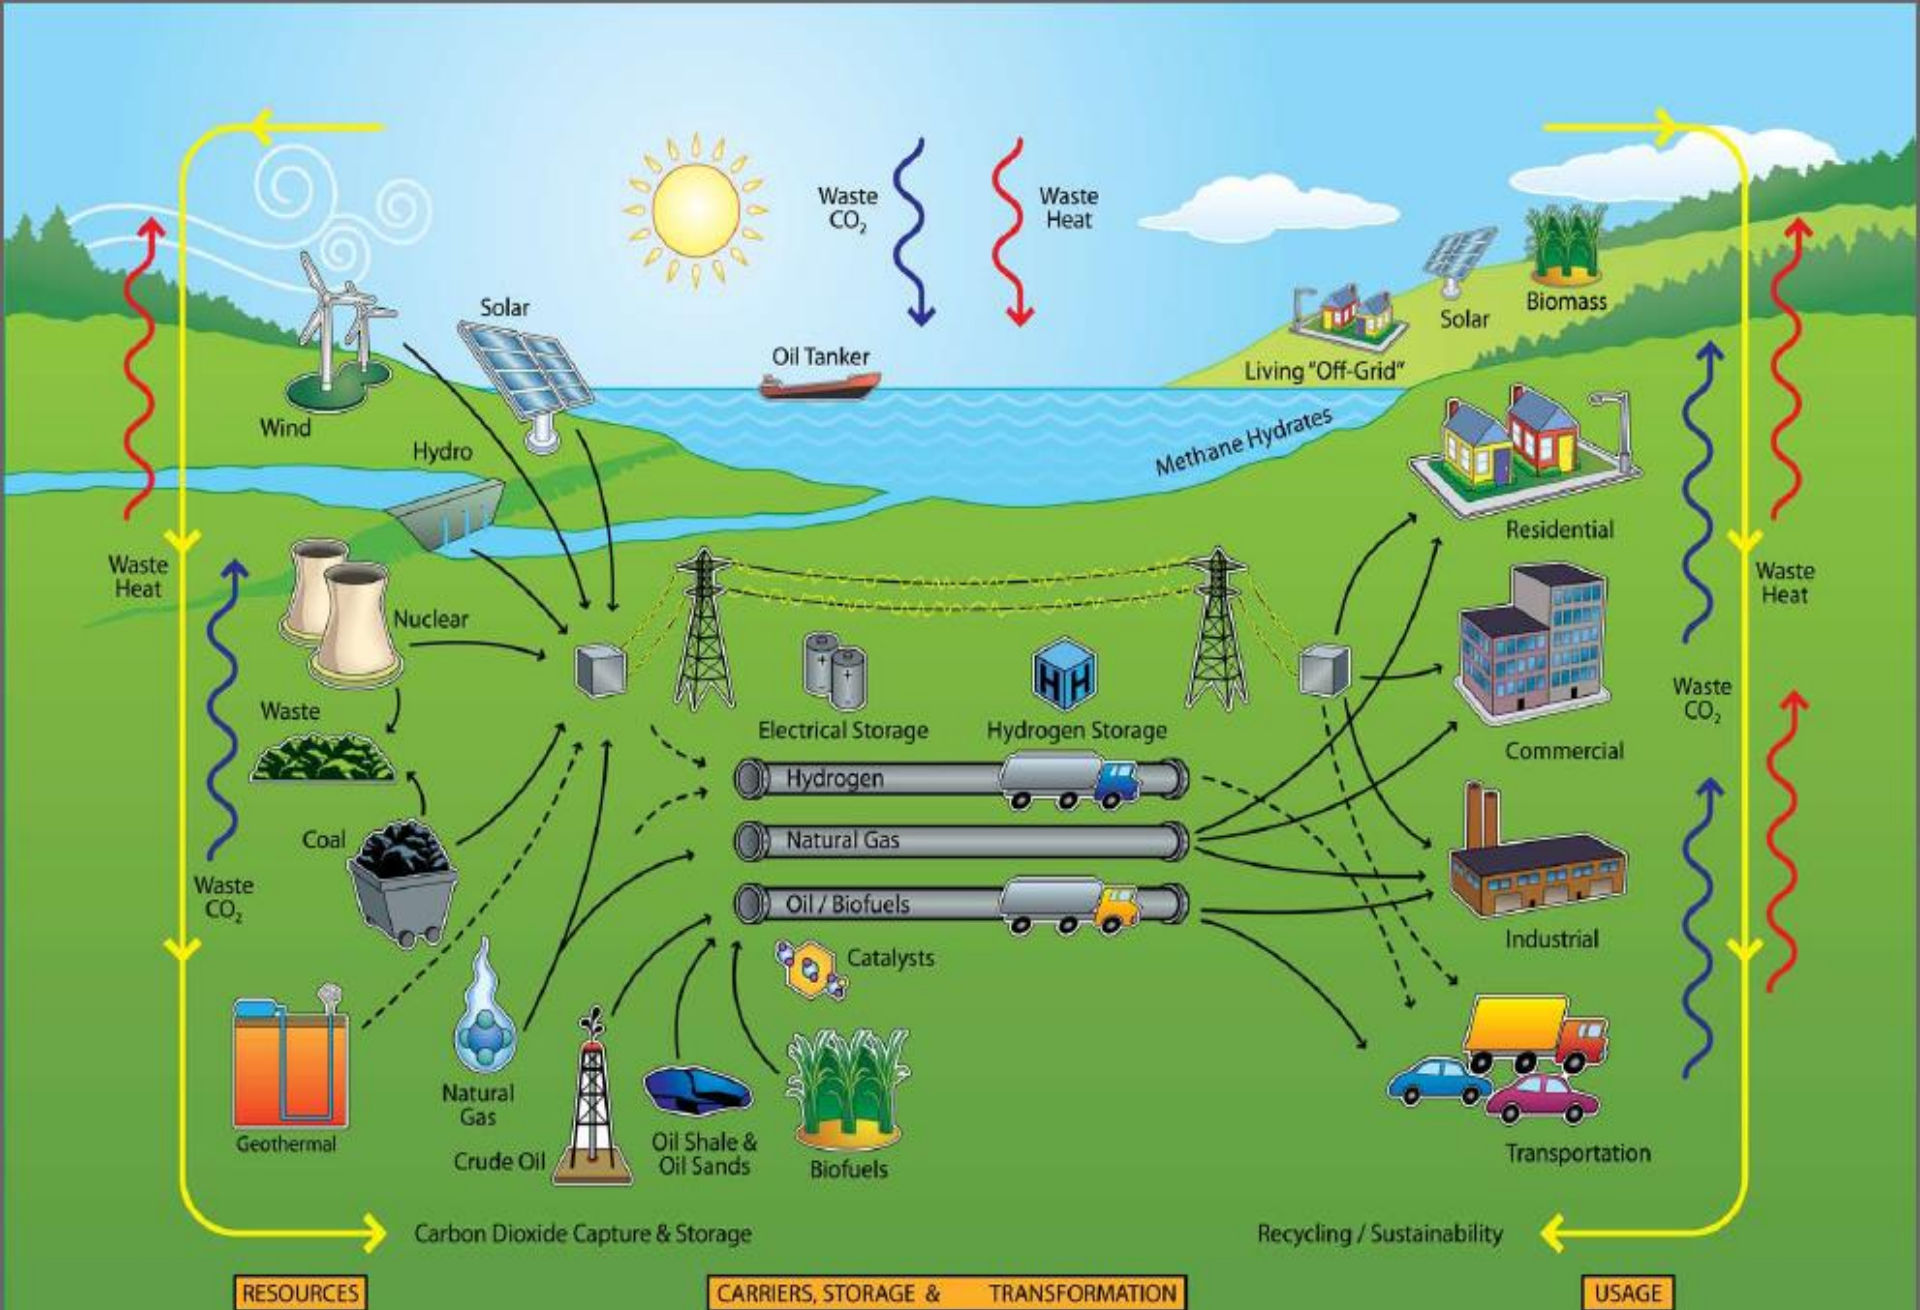 Waste
CO₂
Waste
Heat
Solar
Wind
Hydro
Oil Tanker
Living "Off-Grid"
Solar
Biomass
Methane Hydrates
Residential
Waste
Heat
Nuclear
Waste
Waste
Heat
Waste
CO₂
Electrical Storage
Hydrogen Storage
Commercial
Hydrogen
Natural Gas
Oil / Biofuels
Coal
Waste
CO₂
Catalysts
Industrial
Geothermal
Natural
Gas
Crude Oil
Oil Shale &
Oil Sands
Biofuels
Transportation
Carbon Dioxide Capture & Storage
Recycling / Sustainability
RESOURCES
CARRIERS, STORAGE & TRANSFORMATION
USAGE